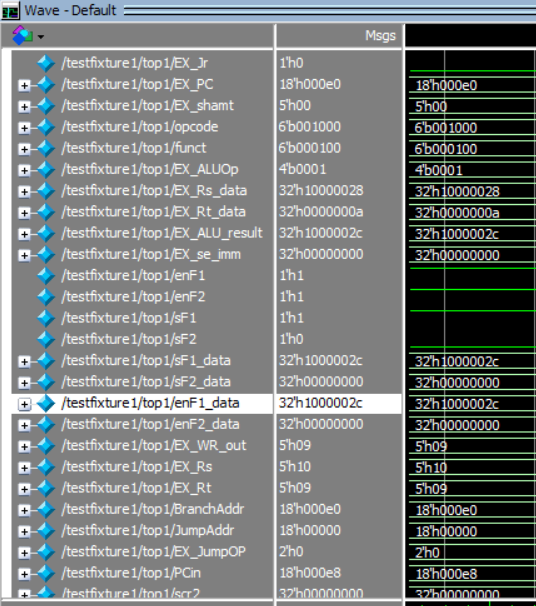 Wave - Default
Msgs
/testfixture1/top1/EX_Jr 1'h0
/testfixture1/top1/EX_PC 18'h000e0 18'h000e0
/testfixture1/top1/EX_shamt 5'h00 5'h00
/testfixture1/top1/opcode 6'b001000 6'b001000
/testfixture1/top1/funct 6'b000100 6'b000100
/testfixture1/top1/EX_ALUOp 4'b0001 4'b0001
/testfixture1/top1/EX_Rs_data 32'h10000028 32'h10000028
/testfixture1/top1/EX_Rt_data 32'h0000000a 32'h0000000a
/testfixture1/top1/EX_ALU_result 32'h1000002c 32'h1000002c
/testfixture1/top1/EX_se_imm 32'h00000000 32'h00000000
/testfixture1/top1/enF1 1'h1
/testfixture1/top1/enF2 1'h1
/testfixture1/top1/sF1 1'h1
/testfixture1/top1/sF2 1'h0
/testfixture1/top1/sF1_data 32'h1000002c 32'h1000002c
/testfixture1/top1/sF2_data 32'h00000000 32'h00000000
/testfixture1/top1/enF1_data 32'h1000002c 32'h1000002c
/testfixture1/top1/enF2_data 32'h00000000 32'h00000000
/testfixture1/top1/EX_WR_out 5'h09 5'h09
/testfixture1/top1/EX_Rs 5'h10 5'h10
/testfixture1/top1/EX_Rt 5'h09 5'h09
/testfixture1/top1/BranchAddr 18'h000e0 18'h000e0
/testfixture1/top1/JumpAddr 18'h00000 18'h00000
/testfixture1/top1/EX_JumpOP 2'h0 2'h0
/testfixture1/top1/PCin 18'h000e8 18'h000e8
/testfixture1/top1/scr2 32'h00000000 32'h00000000